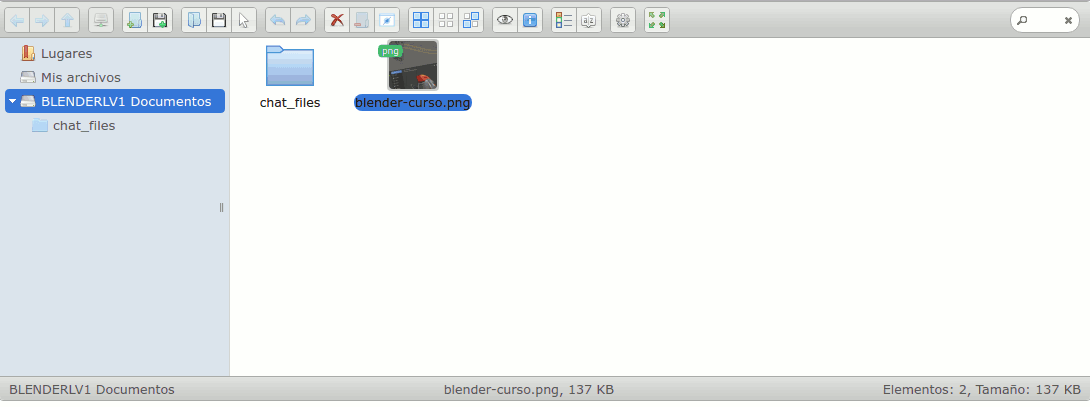 Lugares
Mis archivos
BLENDERLV1 Documentos
chat_files
png
chat_files
blender-curso.png
BLENDERLV1 Documentos
blender-curso.png, 137 KB
Elementos: 2, Tamaño: 137 KB